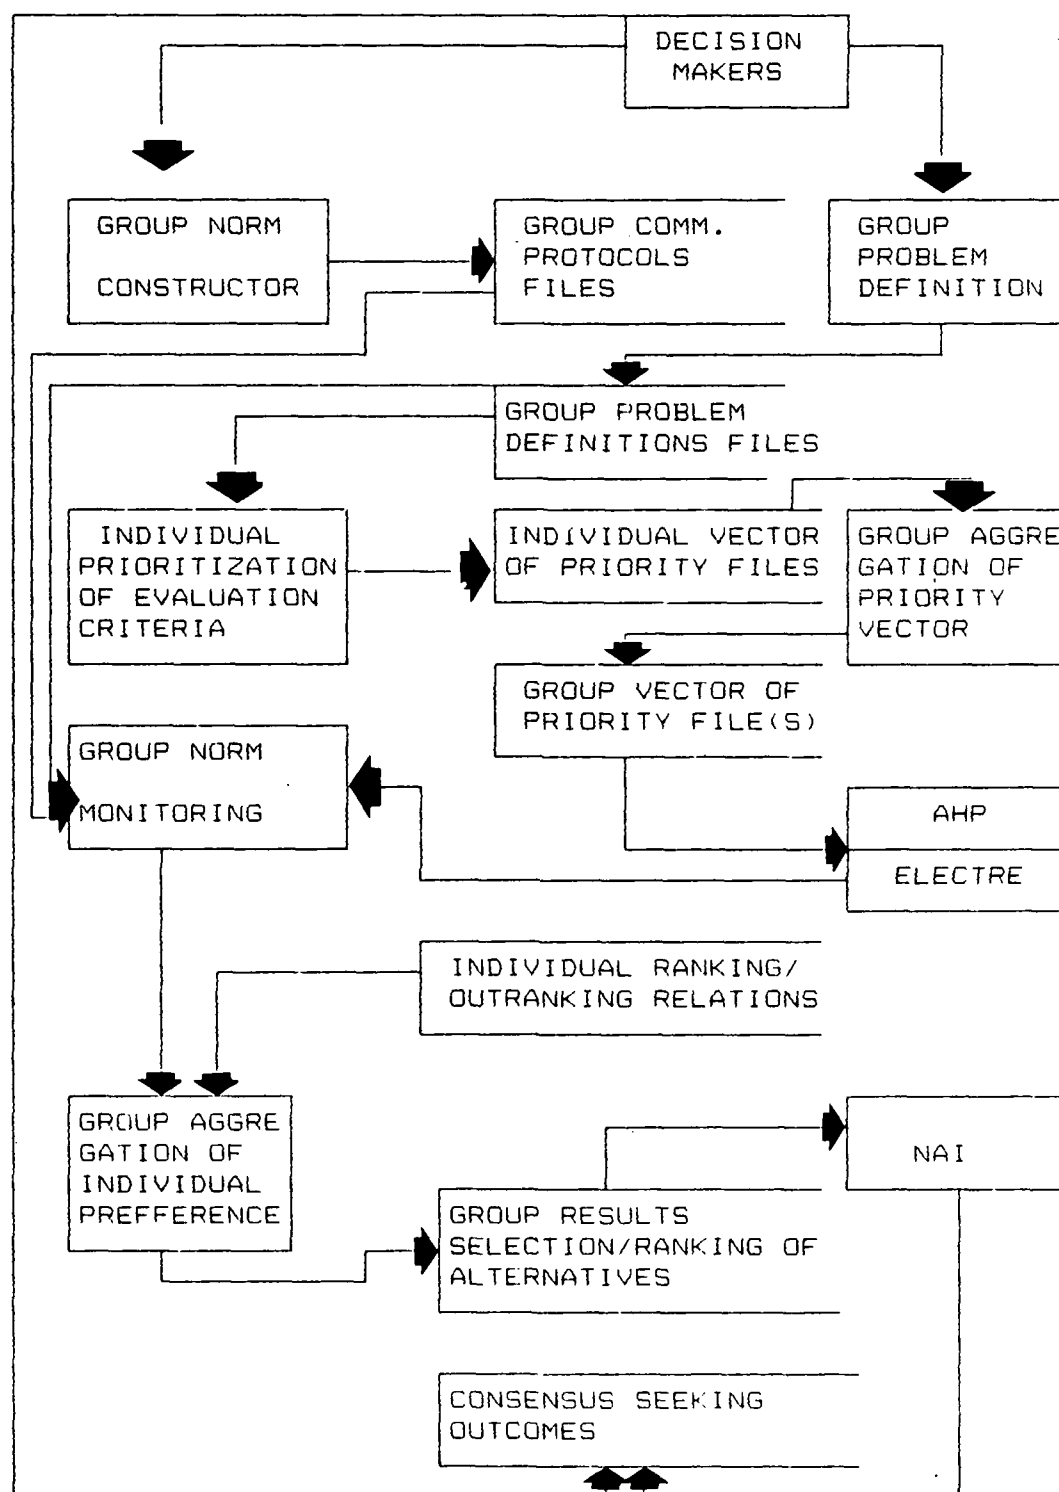 DECISION
MAKERS
GROUP NORM
CONSTRUCTOR
GROUP COMM.
PROTOCOLS
FILES
GROUP
PROBLEM
DEFINITION
GROUP PROBLEM
DEFINITIONS FILES
INDIVIDUAL
PRIORITIZATION
OF EVALUATION
CRITERIA
INDIVIDUAL VECTOR
OF PRIORITY FILES
GROUP AGGRE
GATION OF
PRIORITY
VECTOR
GROUP VECTOR OF
PRIORITY FILE(S)
GROUP NORM
MONITORING
AHP
ELECTRE
INDIVIDUAL RANKING/
OUTRANKING RELATIONS
GROUP AGGRE
GATION OF
INDIVIDUAL
PREFFERENCE
NAI
GROUP RESULTS
SELECTION/RANKING OF
ALTERNATIVES
CONSENSUS SEEKING
OUTCOMES